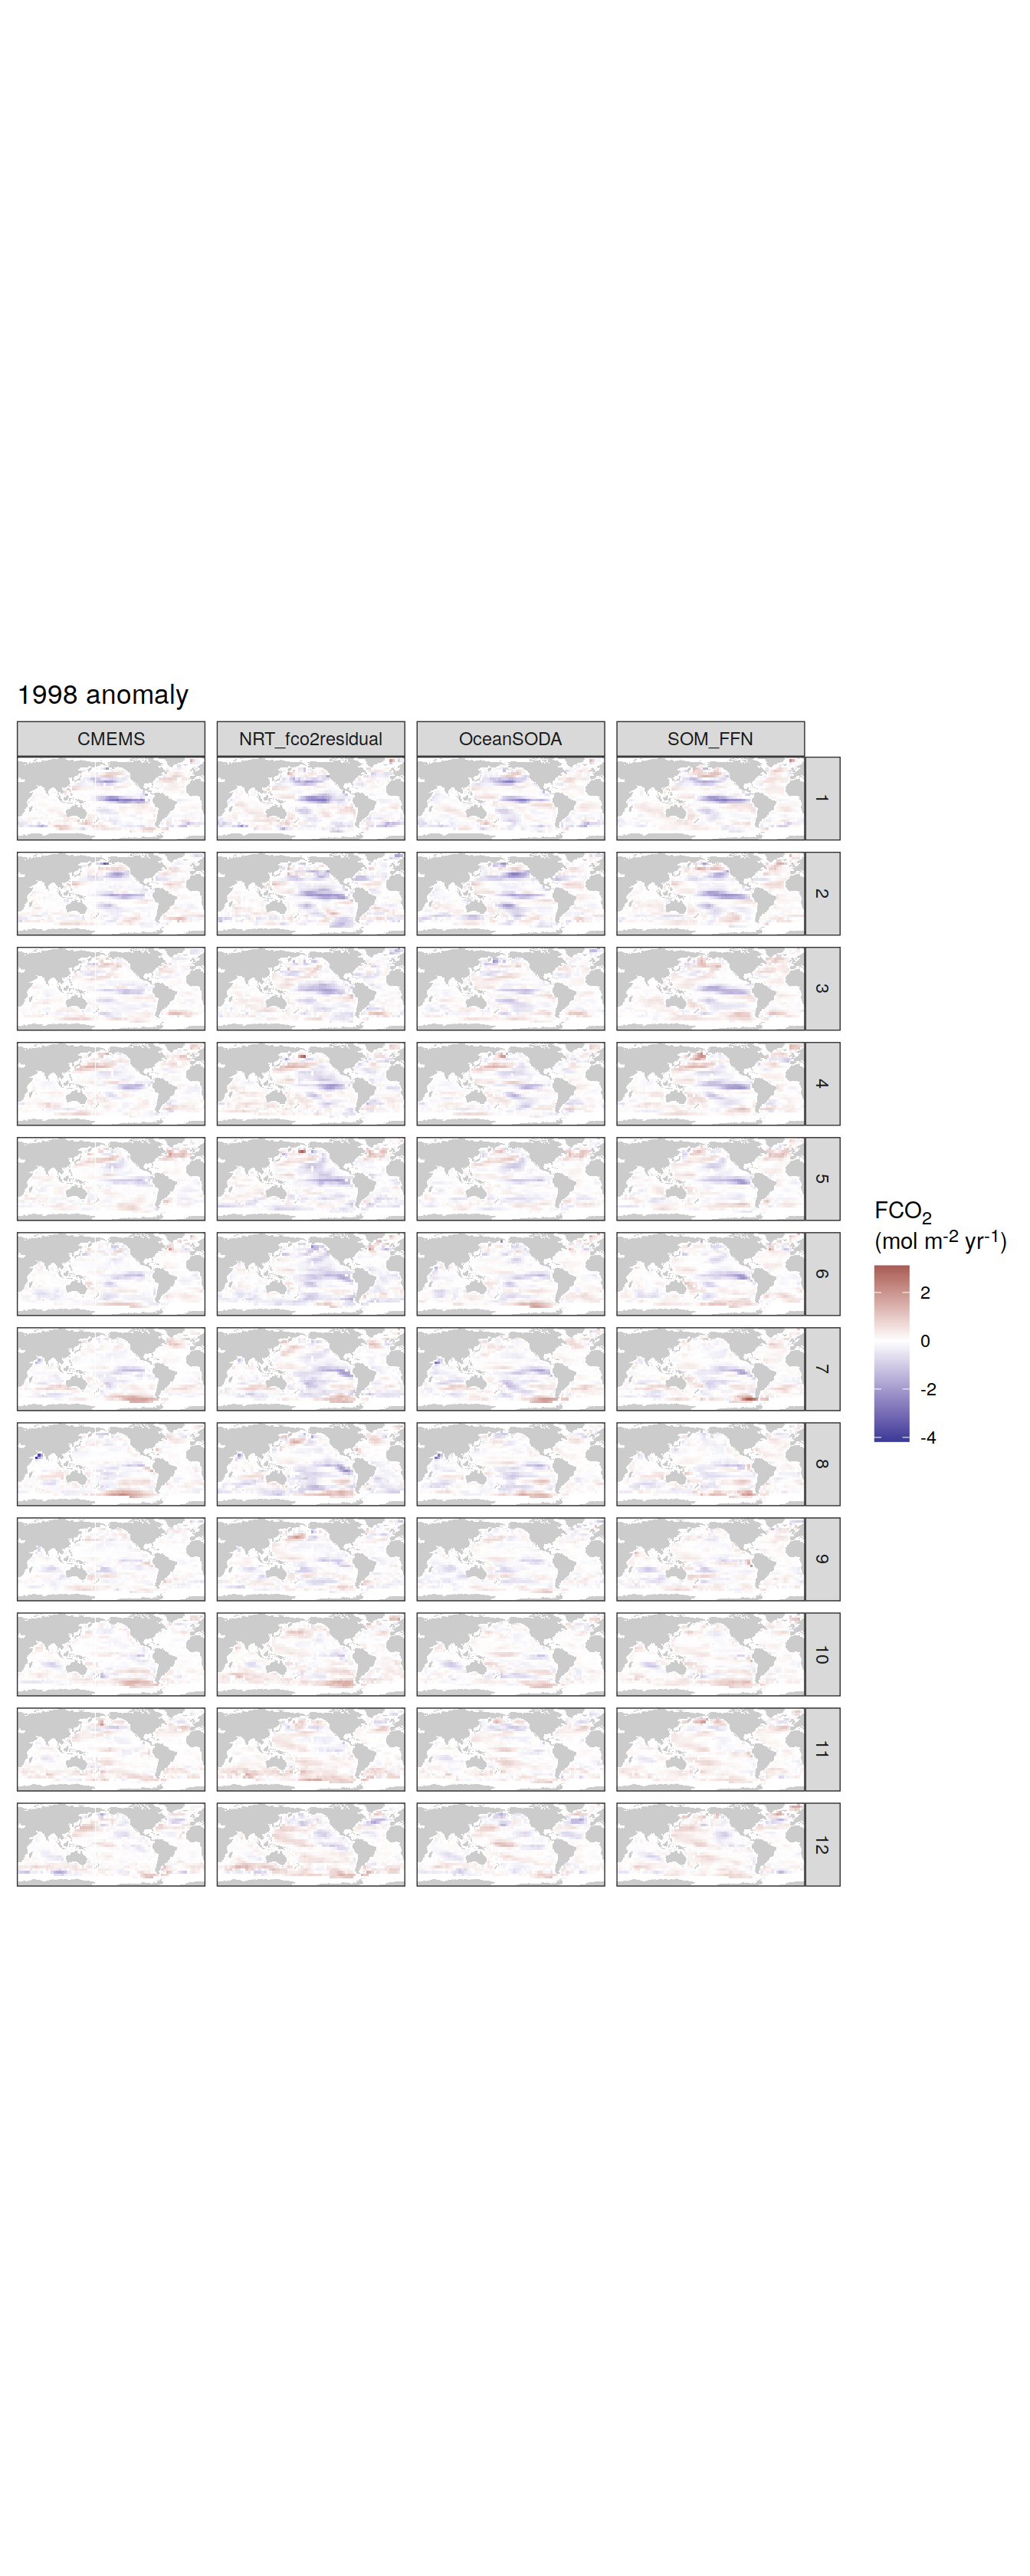 1998 anomaly
CMEMS
NRT_fco2residual
OceanSODA
SOM_FFN
1
2
3
4
5
6
7
8
9
10
11
12
FCO₂
(mol m⁻² yr⁻¹)
2
0
-2
-4